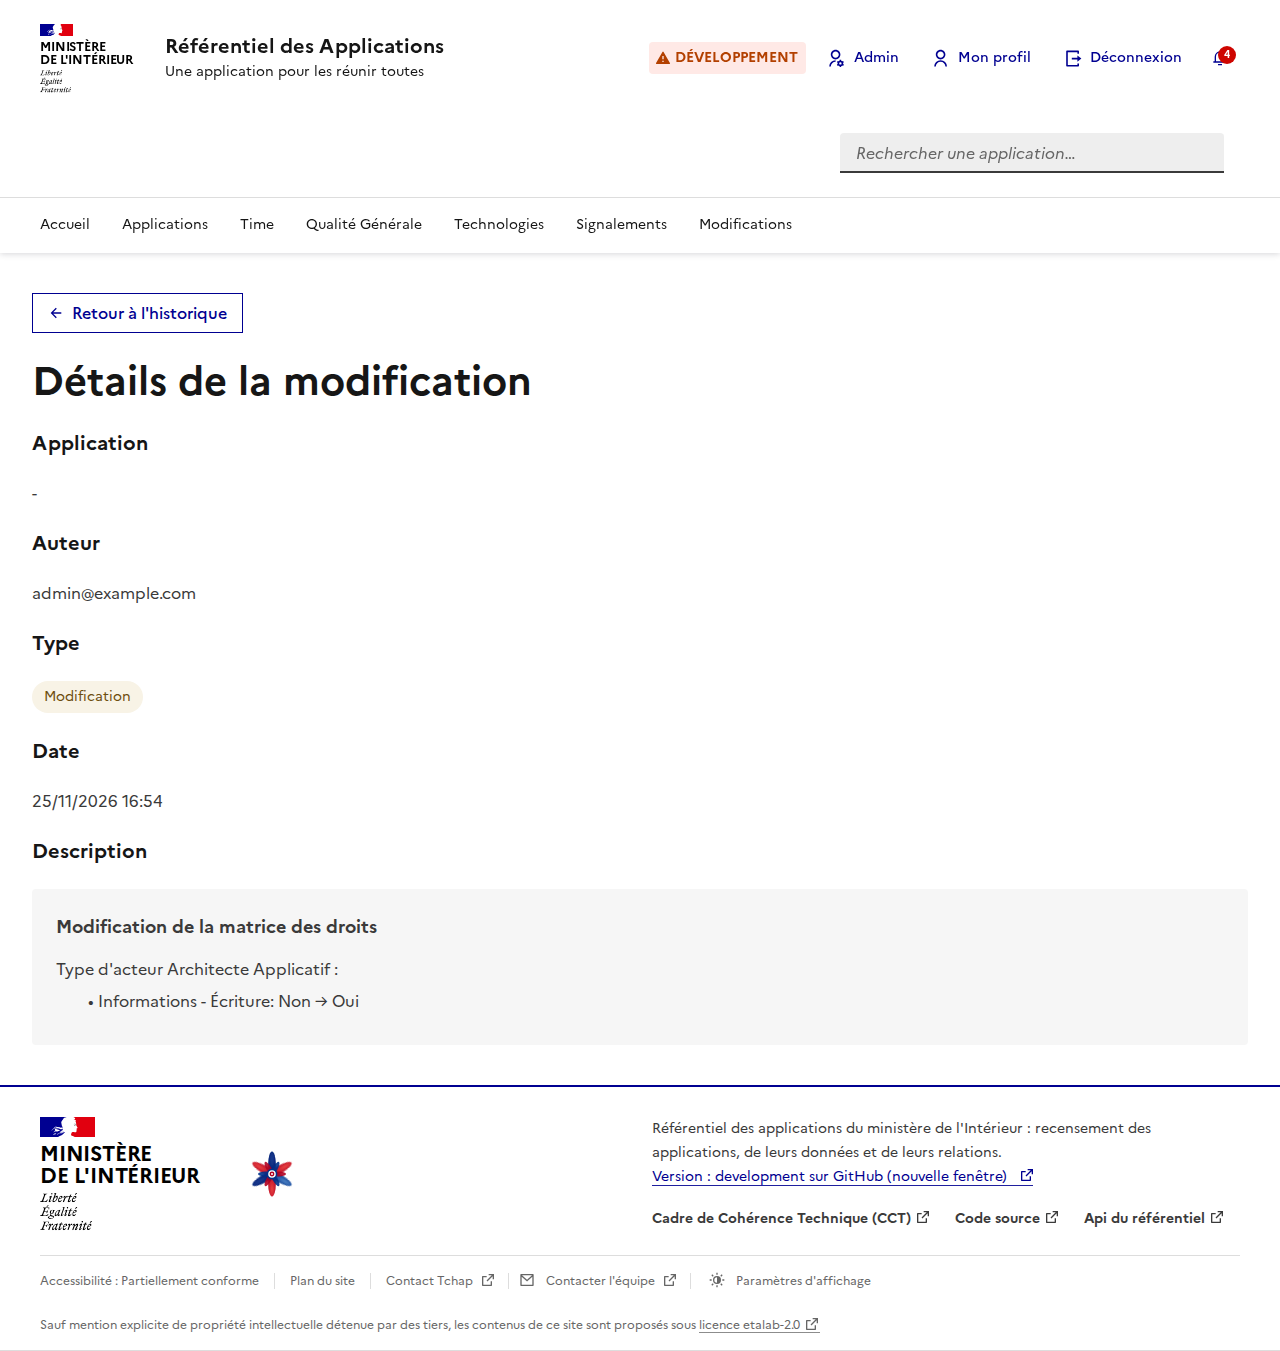 MINISTÈRE
DE L'INTÉRIEUR
Liberté
Égalité
Fraternité
Référentiel des Applications
Une application pour les réunir toutes
DÉVELOPPEMENT
Admin
Mon profil
Déconnexion
4
Rechercher une application…
Accueil
Applications
Time
Qualité Générale
Technologies
Signalements
Modifications
Retour à l'historique
Détails de la modification
Application
-
Auteur
admin@example.com
Type
Modification
Date
25/11/2026 16:54
Description
Modification de la matrice des droits
Type d'acteur Architecte Applicatif :
• Informations - Écriture: Non → Oui
MINISTÈRE
DE L'INTÉRIEUR
Liberté
Égalité
Fraternité
Référentiel des applications du ministère de l'Intérieur : recensement des
applications, de leurs données et de leurs relations.
Version : development sur GitHub (nouvelle fenêtre)
Cadre de Cohérence Technique (CCT)
Code source
Api du référentiel
Accessibilité : Partiellement conforme
Plan du site
Contact Tchap
Contacter l'équipe
Paramètres d'affichage
Sauf mention explicite de propriété intellectuelle détenue par des tiers, les contenus de ce site sont proposés sous licence etalab-2.0